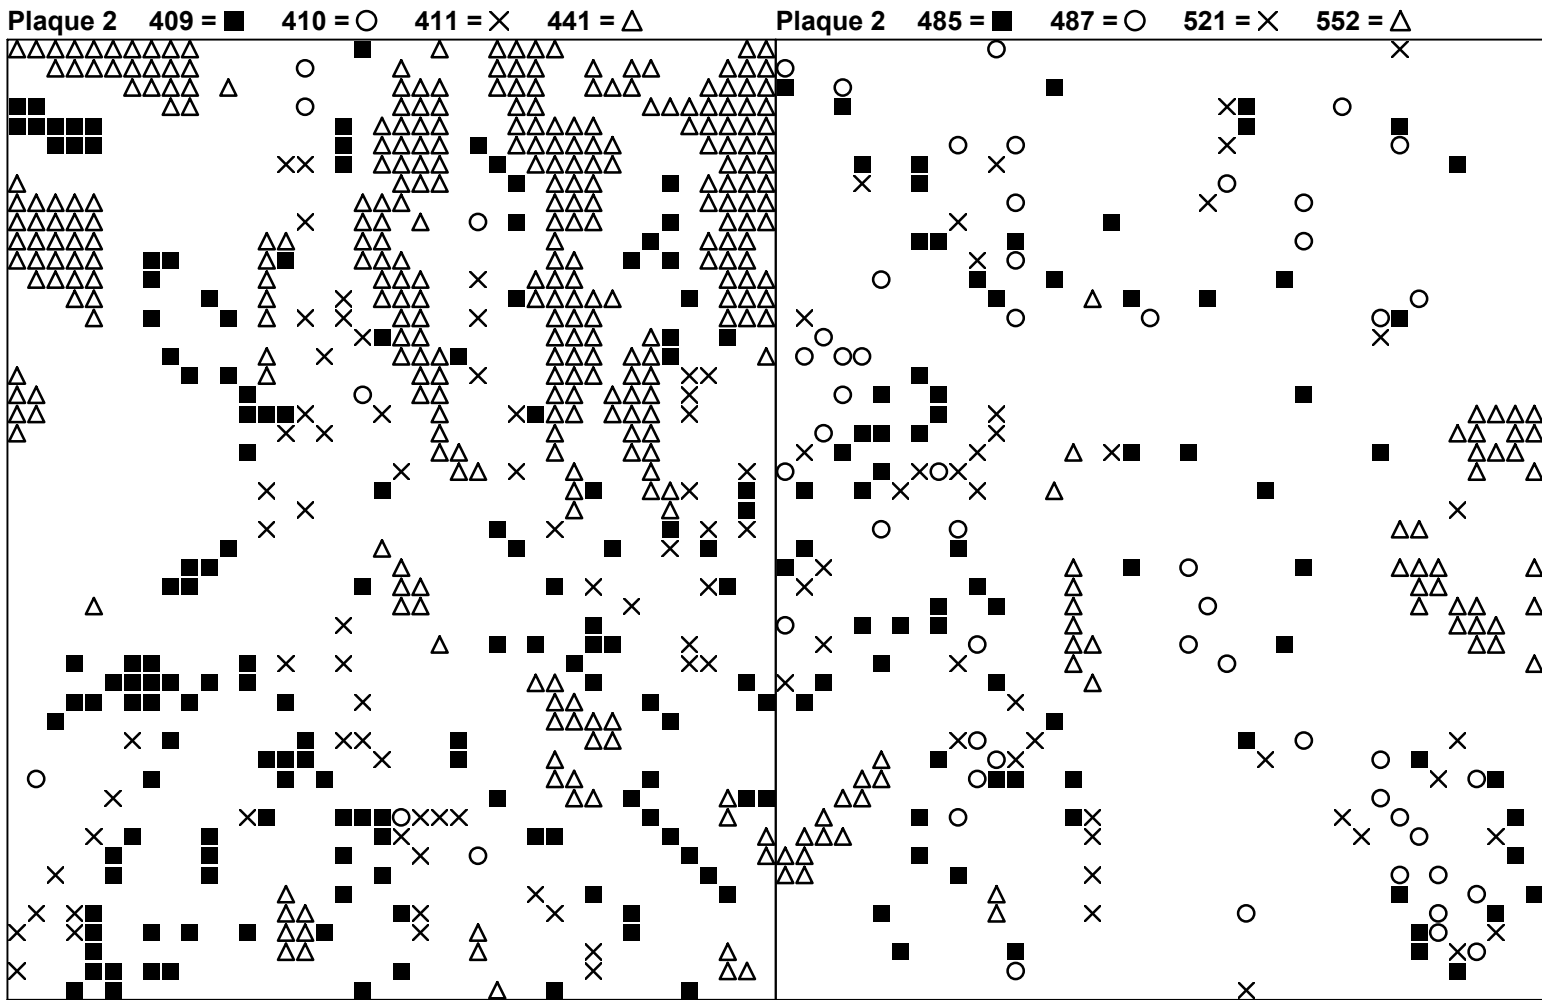 Plaque 2 409 = ■ 410 = ○ 411 = × 441 = △
Plaque 2 485 = ■ 487 = ○ 521 = × 552 = △